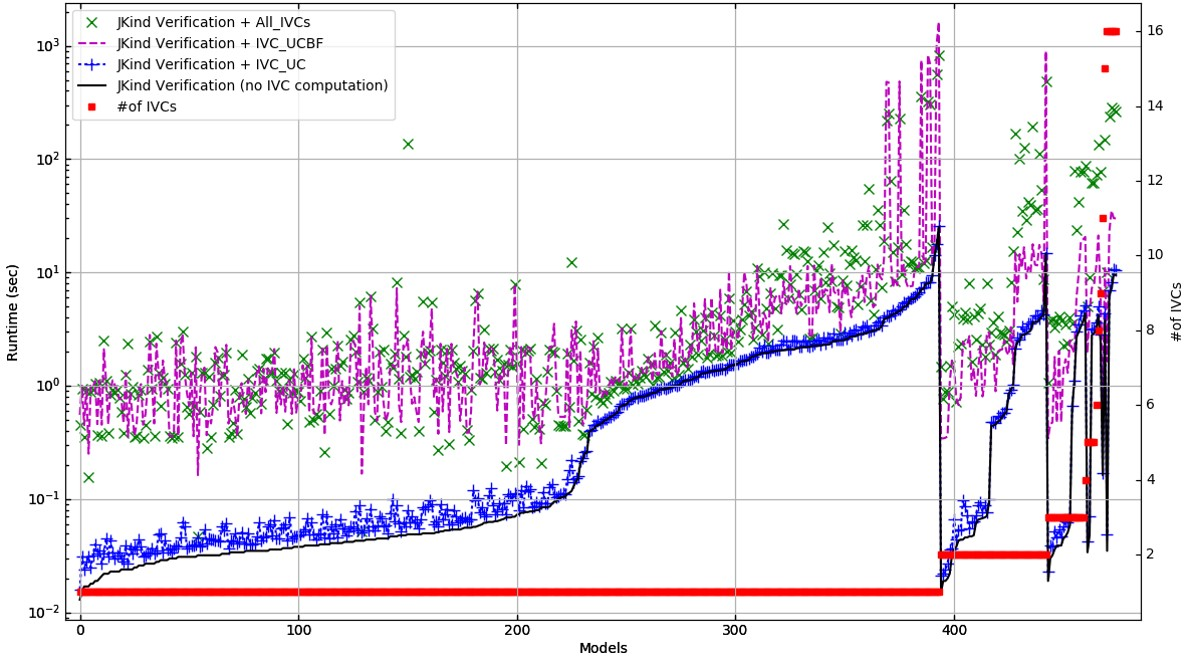 JKind Verification + All_IVCs
JKind Verification + IVC_UCBF
JKind Verification + IVC_UC
JKind Verification (no IVC computation)
#of IVCs
10³
10²
10¹
10⁰
10⁻¹
10⁻²
Runtime (sec)
16
14
12
10
8
6
4
2
#of IVCs
0 100 200 300 400
Models